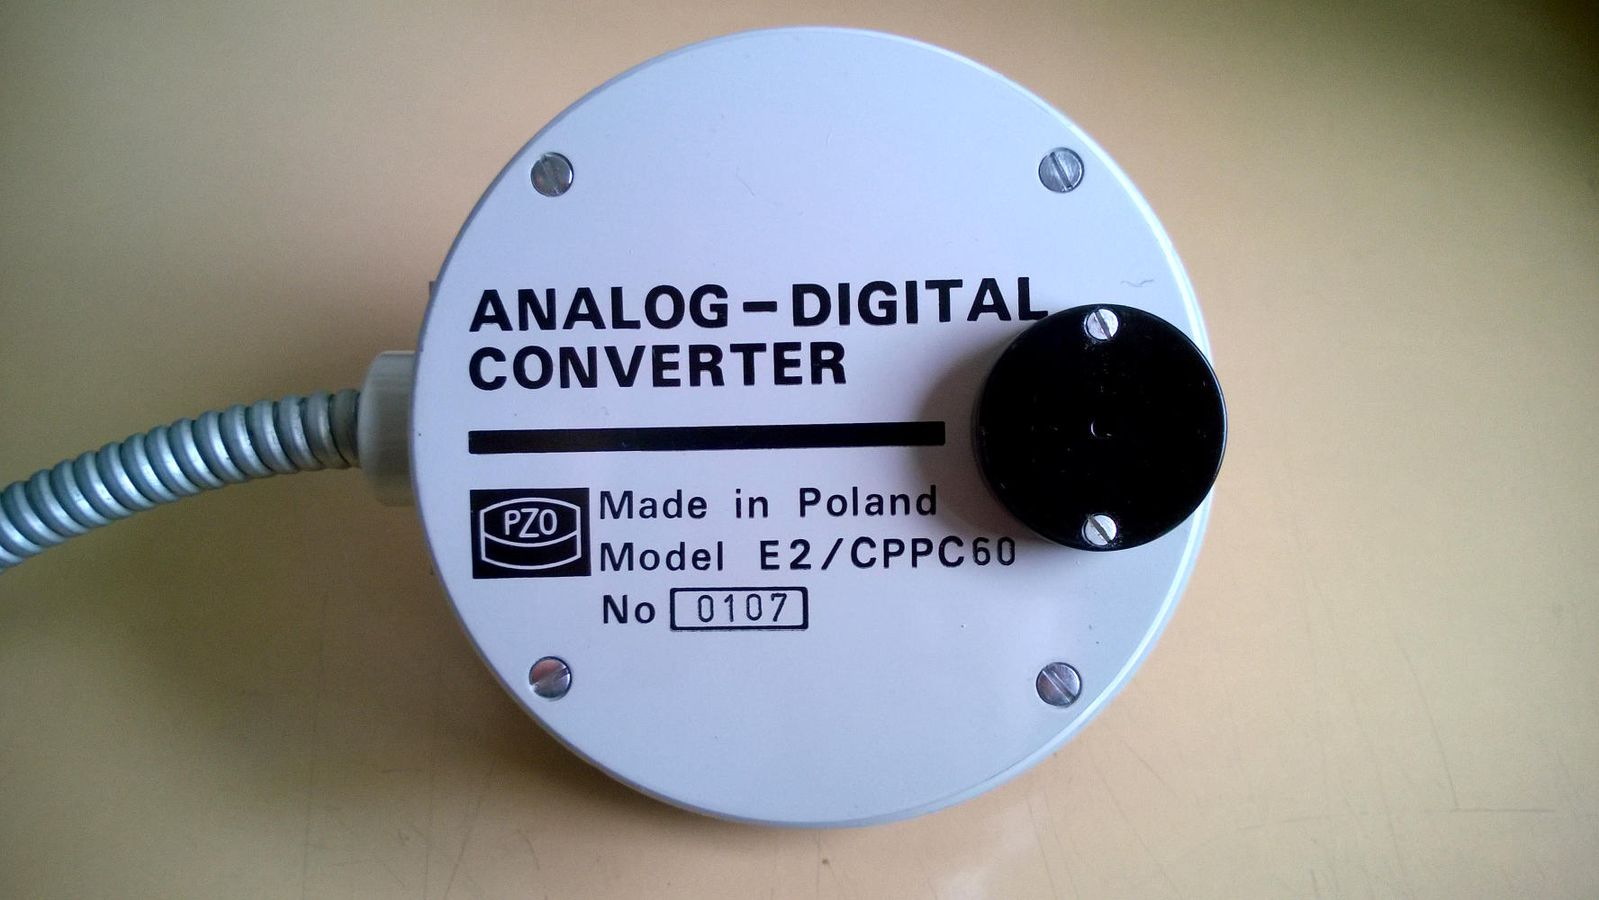 ANALOG-DIGITAL
CONVERTER
PZO
Made in Poland
Model E2/CPPC60
No 0107